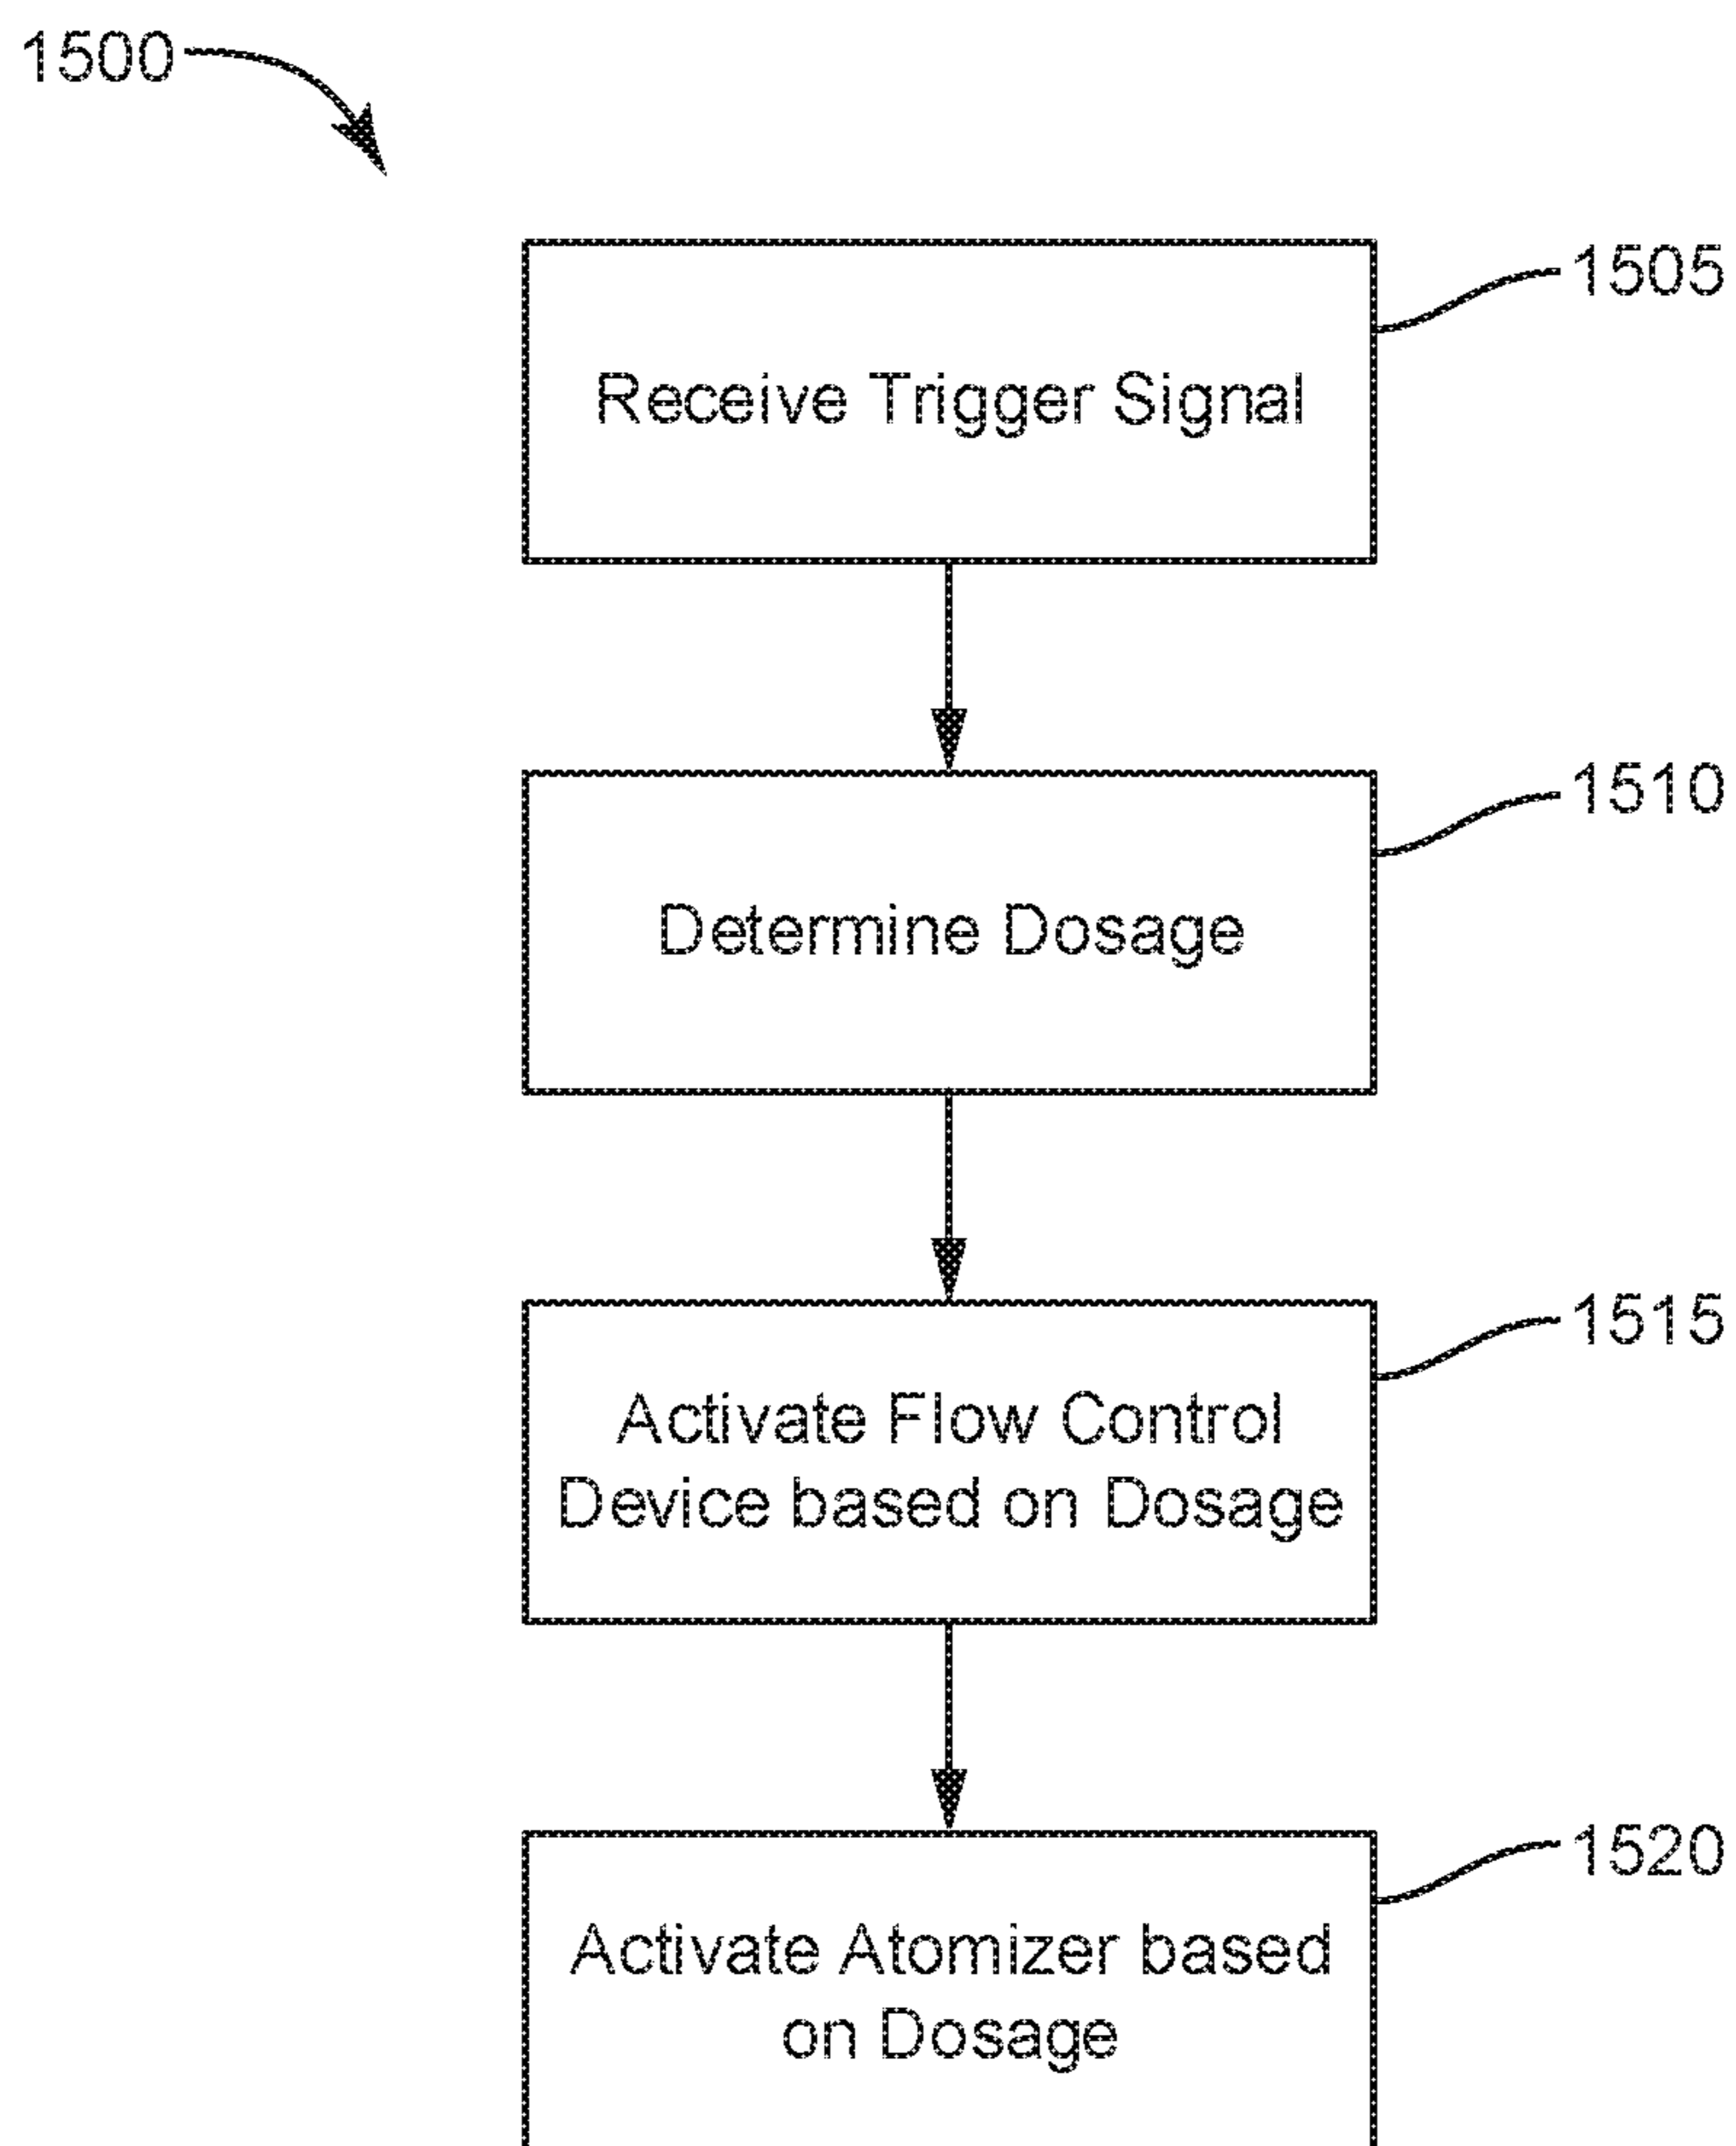 1500
1505
Receive Trigger Signal
1510
Determine Dosage
1515
Activate Flow Control
Device based on Dosage
1520
Activate Atomizer based
on Dosage